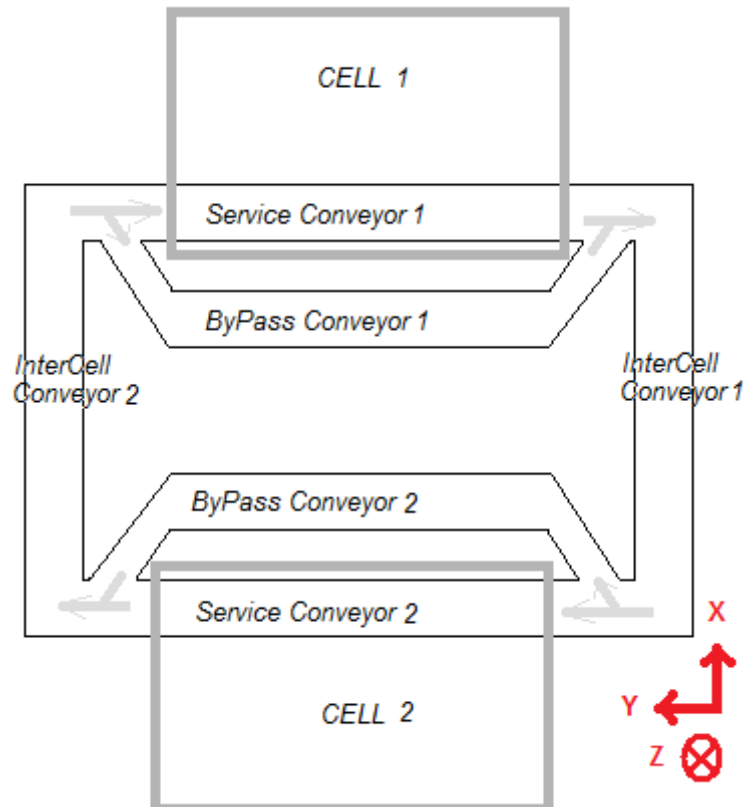 CELL 1
Service Conveyor 1
ByPass Conveyor 1
InterCell
Conveyor 2
InterCell
Conveyor 1
ByPass Conveyor 2
Service Conveyor 2
X
Y
Z
CELL 2